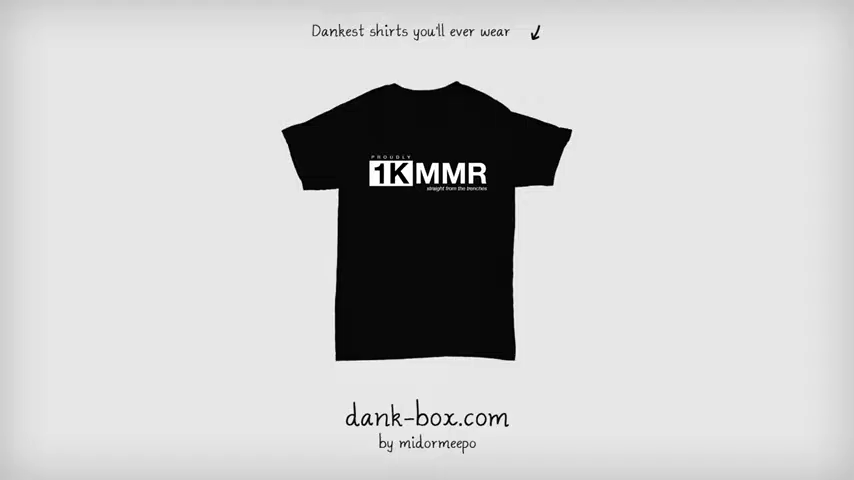 Dankest shirts you'll ever wear
PROUDLY
1K MMR
straight from the trenches
dank-box.com
by midormeepo